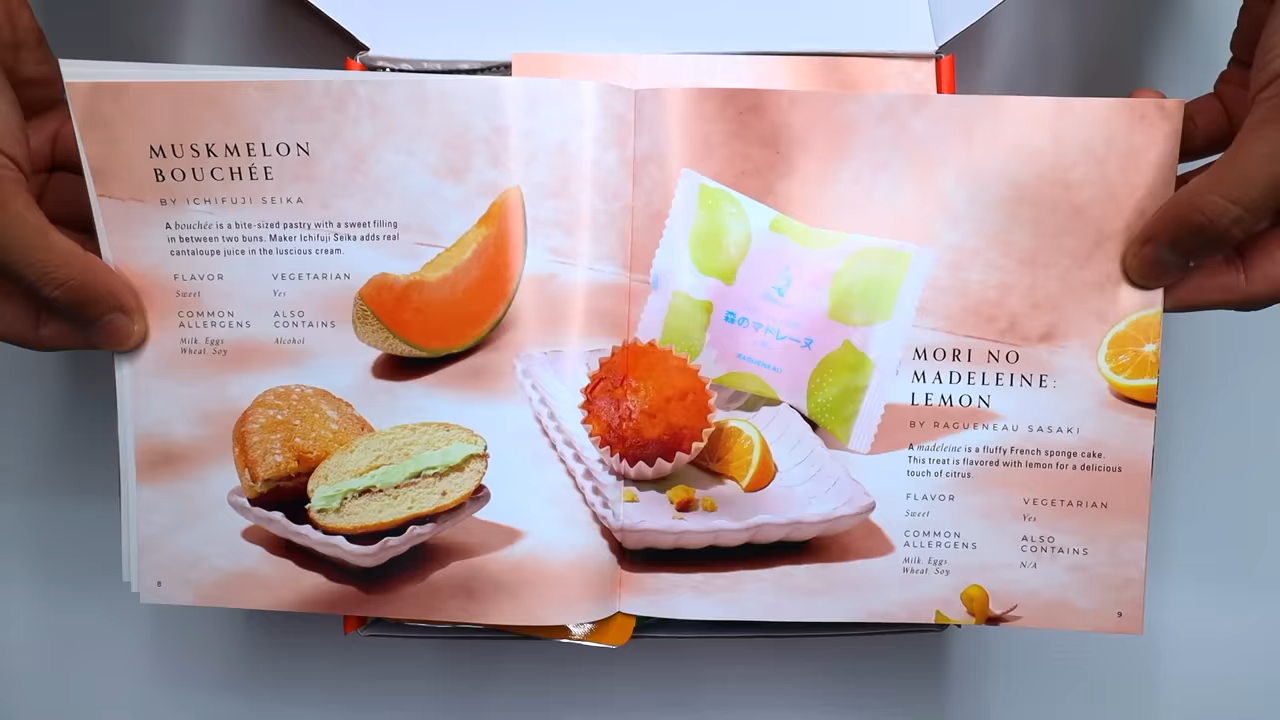 MUSKMELON
BOUCHÉE
BY ICHIFUJI SEIKA
A bouchée is a bite-sized pastry with a sweet filling
in between two buns. Maker Ichifuji Seika adds real
cantaloupe juice in the luscious cream.
FLAVOR
Sweet
VEGETARIAN
Yes
COMMON
ALLERGENS
Milk, Eggs
Wheat, Soy
ALSO
CONTAINS
Alcohol
8
森のマドレーヌ
RAGUENEAU
MORI NO
MADELEINE:
LEMON
BY RAGUENEAU SASAKI
A madeleine is a fluffy French sponge cake.
This treat is flavored with lemon for a delicious
touch of citrus.
FLAVOR
Sweet
VEGETARIAN
Yes
COMMON
ALLERGENS
Milk, Eggs,
Wheat, Soy
ALSO
CONTAINS
N/A
9